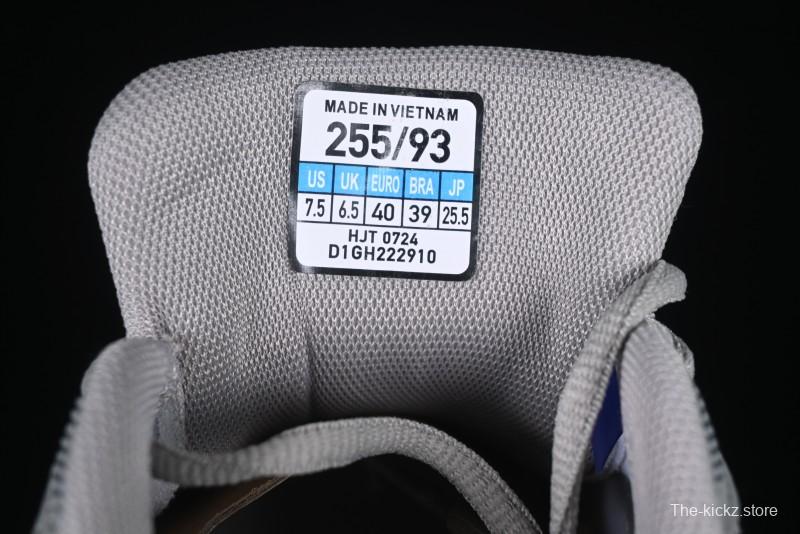 MADE IN VIETNAM
255/93
US UK EURO BRA JP
7.5 6.5 40 39 25.5
HJT 0724
D1GH222910
The-kickz.store